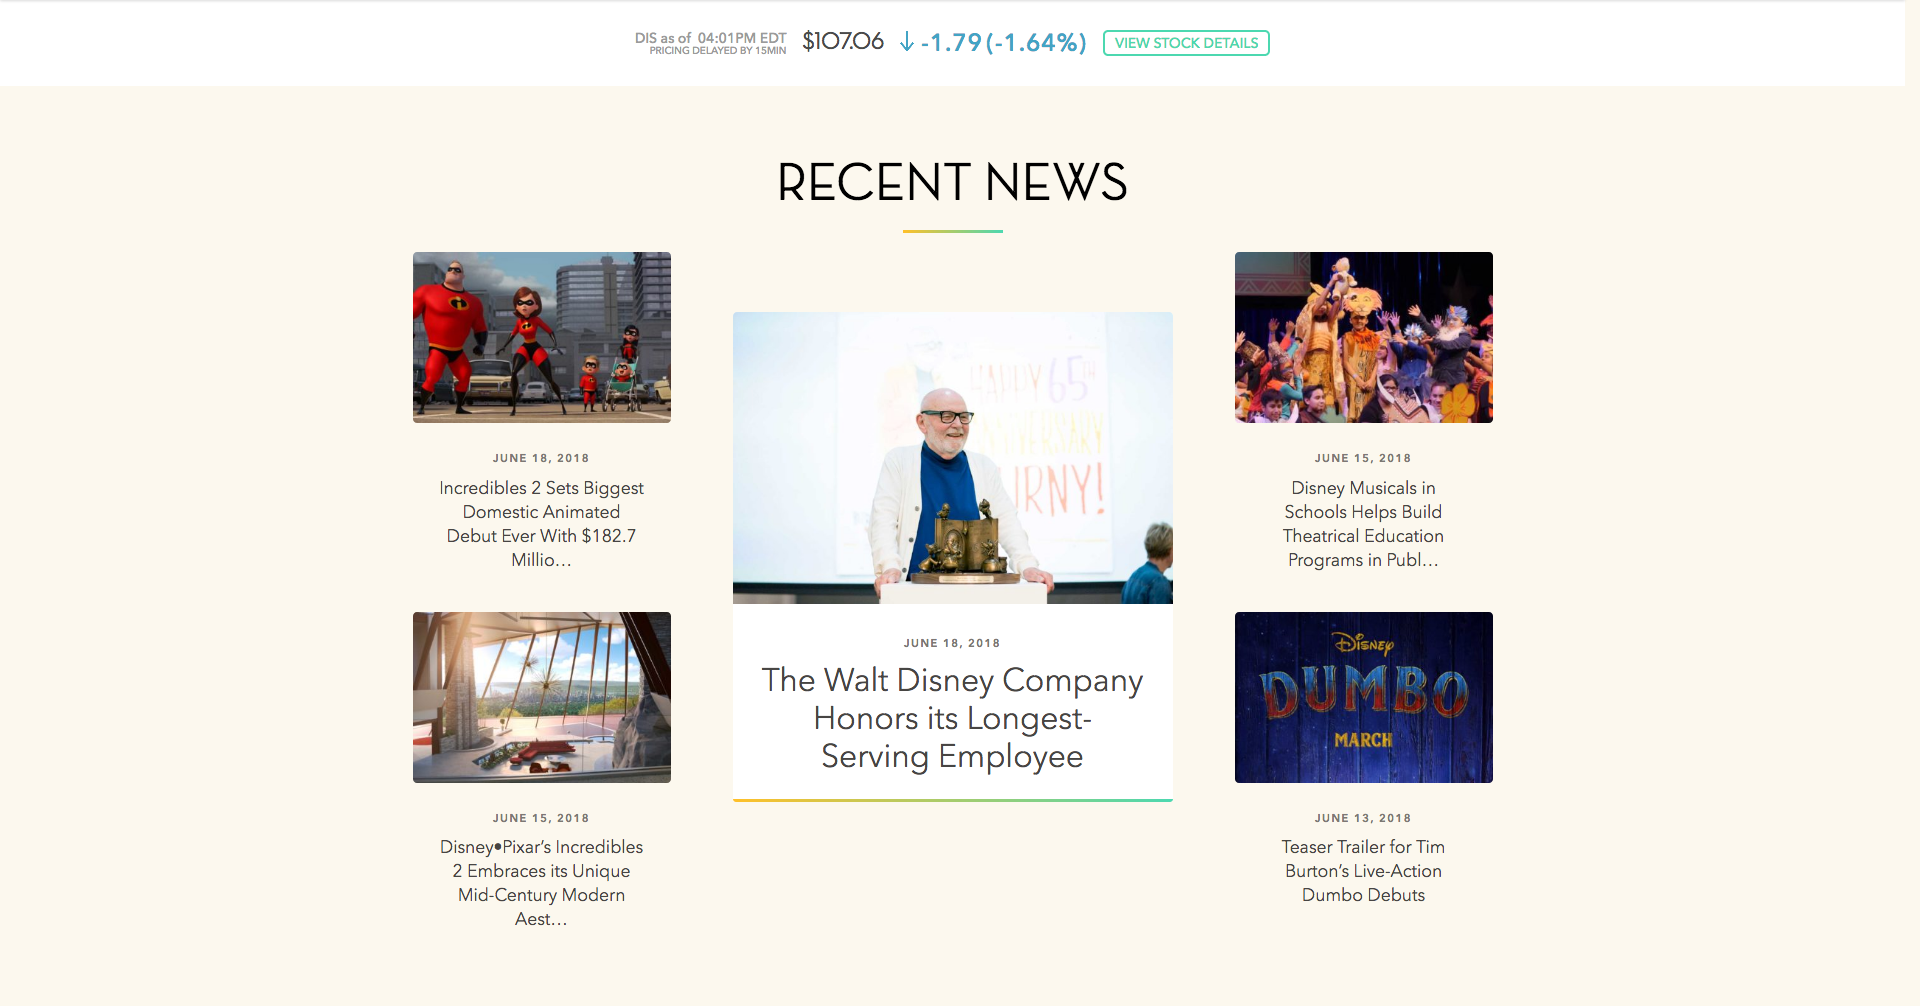 DIS as of 04:01PM EDT
PRICING DELAYED BY 15MIN
$107.06
-1.79 (-1.64%)
VIEW STOCK DETAILS
RECENT NEWS
JUNE 18, 2018
Incredibles 2 Sets Biggest
Domestic Animated
Debut Ever With $182.7
Millio…
JUNE 15, 2018
Disney•Pixar’s Incredibles
2 Embraces its Unique
Mid-Century Modern
Aest…
HAPPY 65TH
ANNIVERSARY
URNY!
JUNE 18, 2018
The Walt Disney Company
Honors its Longest-
Serving Employee
JUNE 15, 2018
Disney Musicals in
Schools Helps Build
Theatrical Education
Programs in Publ…
DISNEY
DUMBO
MARCH
JUNE 13, 2018
Teaser Trailer for Tim
Burton’s Live-Action
Dumbo Debuts